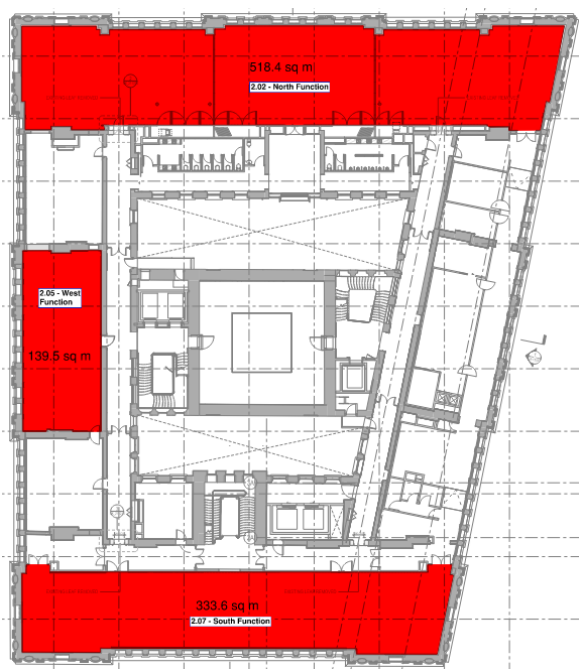 518.4 sq m
2.02 - North Function
2.05 - West
Function
139.5 sq m
333.6 sq m
2.07 - South Function